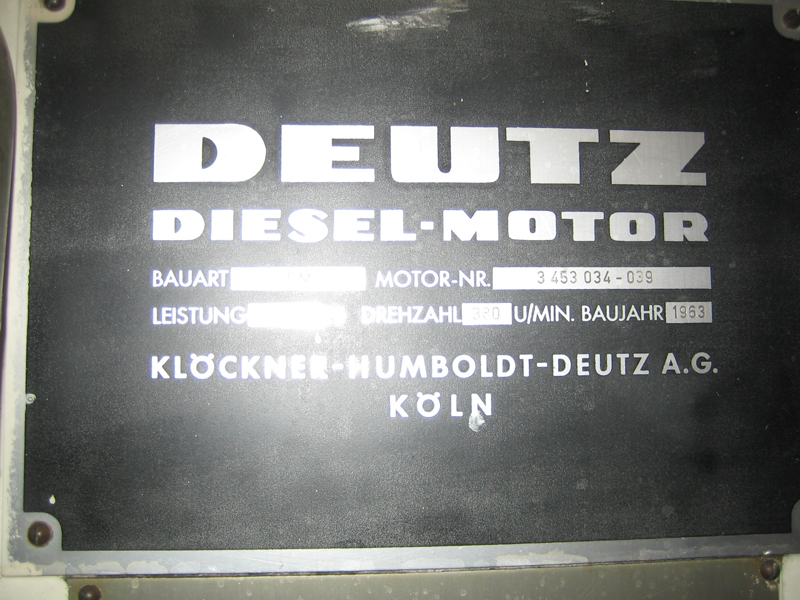 DEUTZ
DIESEL-MOTOR
BAUART MOTOR-NR. 3 453 034-039
LEISTUNG DREHZAHL 380 U/MIN. BAUJAHR 1963
KLÖCKNER-HUMBOLDT-DEUTZ A.G.
KÖLN